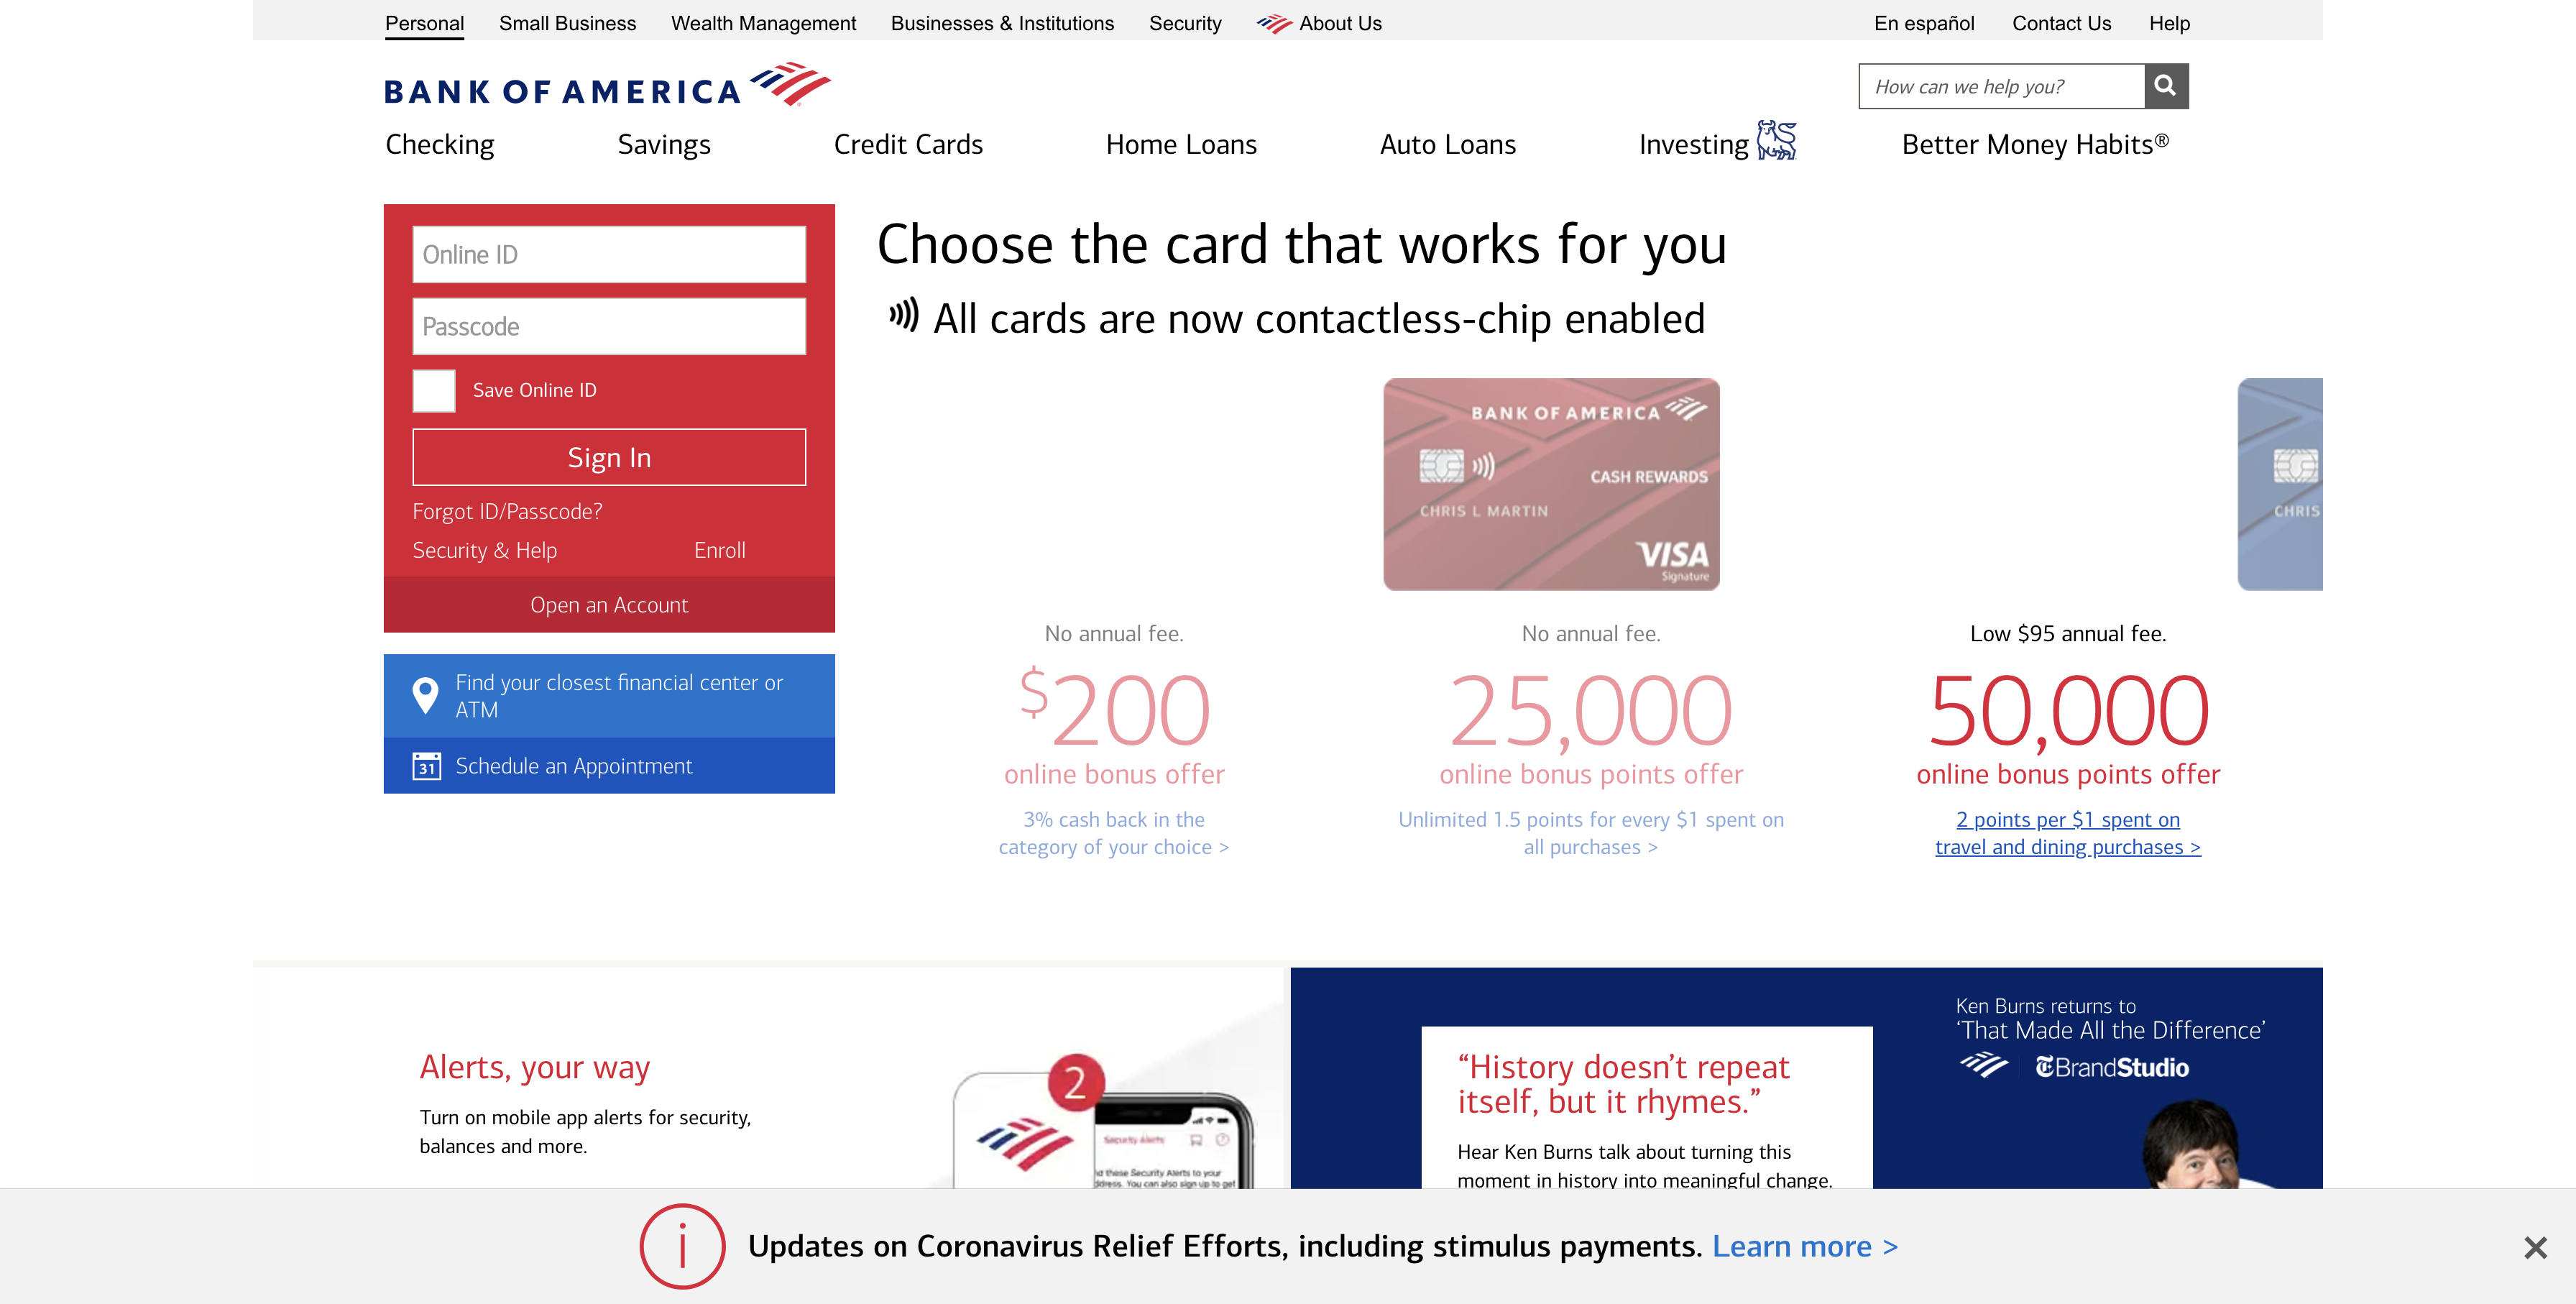 Personal
Small Business
Wealth Management
Businesses & Institutions
Security
About Us
En español
Contact Us
Help
BANK OF AMERICA
How can we help you?
Checking
Savings
Credit Cards
Home Loans
Auto Loans
Investing
Better Money Habits®
Online ID
Passcode
Save Online ID
Sign In
Forgot ID/Passcode?
Security & Help
Enroll
Open an Account
Find your closest financial center or
ATM
31
Schedule an Appointment
Choose the card that works for you
All cards are now contactless-chip enabled
BANK OF AMERICA
CASH REWARDS
CHRIS L MARTIN
VISA
Signature
CHRIS
No annual fee.
$200
online bonus offer
3% cash back in the
category of your choice >
No annual fee.
25,000
online bonus points offer
Unlimited 1.5 points for every $1 spent on
all purchases >
Low $95 annual fee.
50,000
online bonus points offer
2 points per $1 spent on
travel and dining purchases >
Alerts, your way
Turn on mobile app alerts for security,
balances and more.
2
Security Alerts
these Security Alerts to your
You can also sign up to get
“History doesn’t repeat
itself, but it rhymes.”
Hear Ken Burns talk about turning this
moment in history into meaningful change.
Ken Burns returns to
‘That Made All the Difference’
T BrandStudio
Updates on Coronavirus Relief Efforts, including stimulus payments. Learn more >